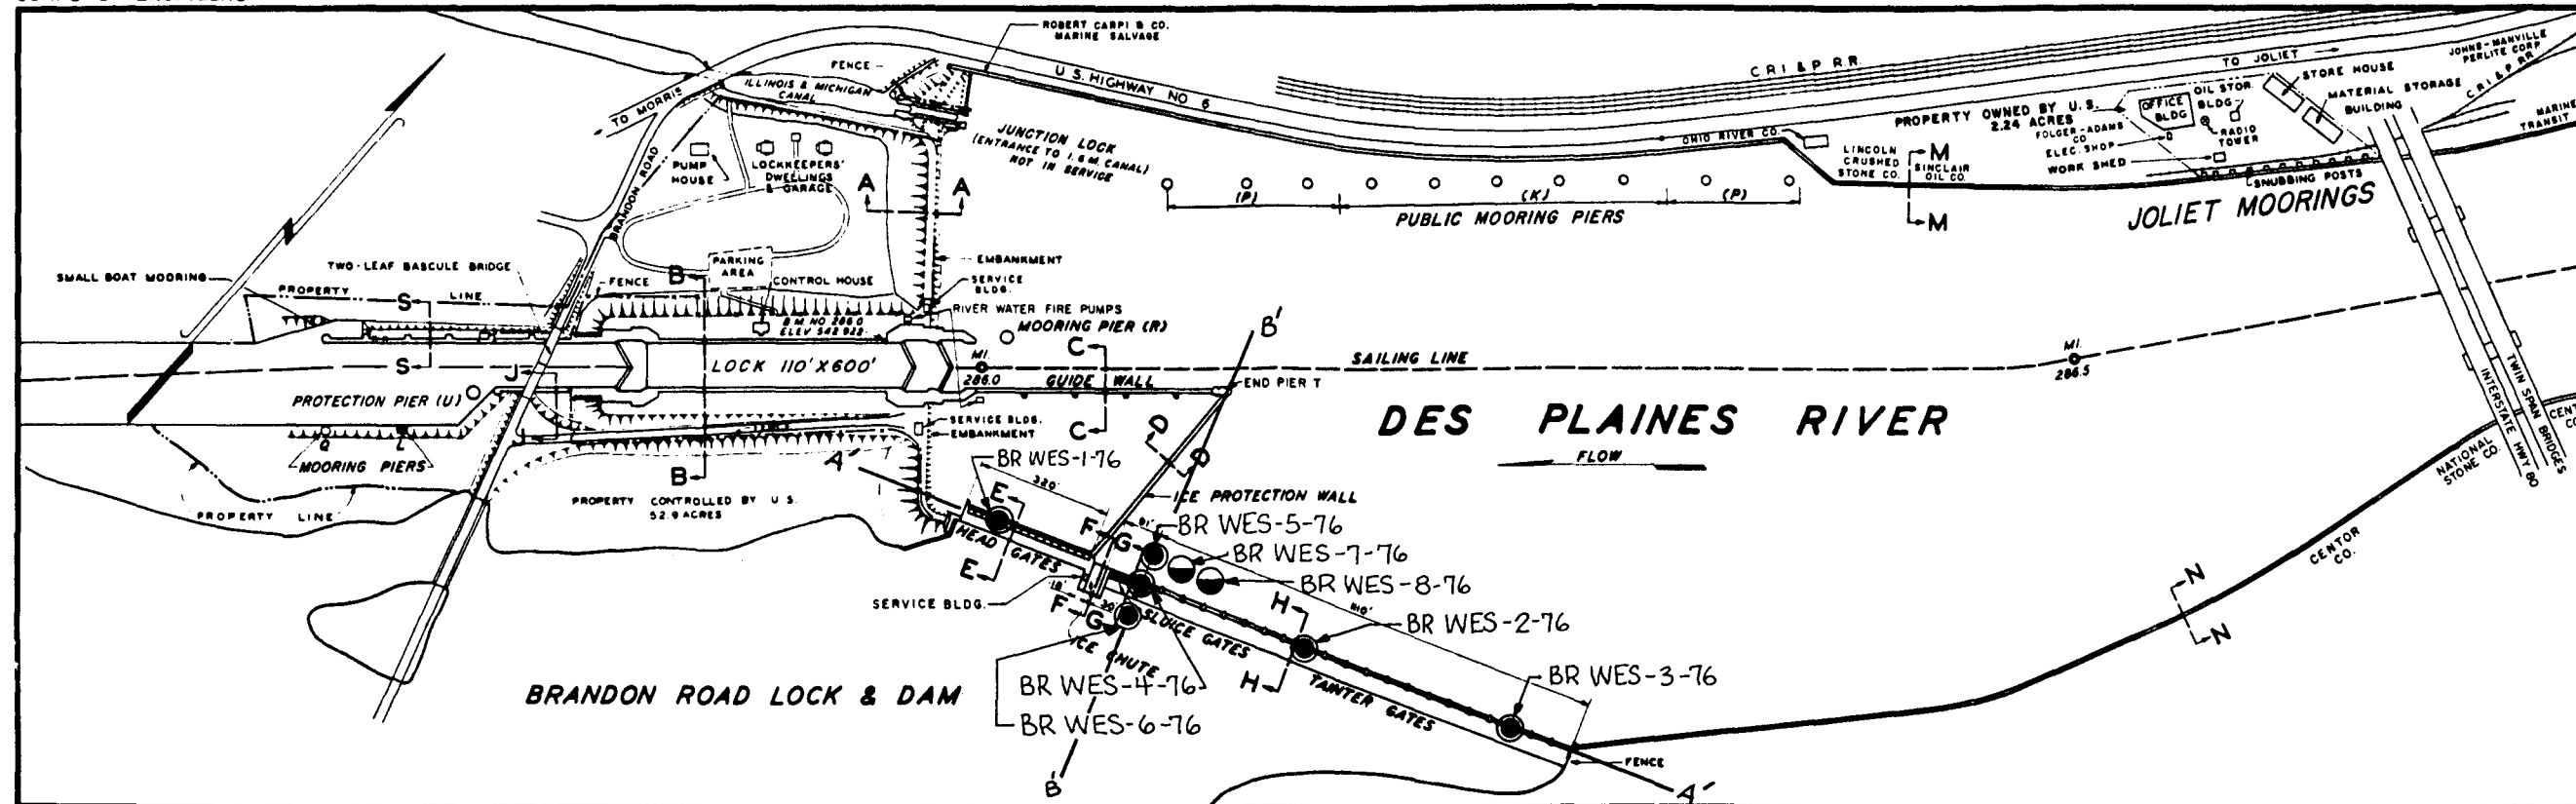 ROBERT CARPI & CO.
MARINE SALVAGE
FENCE
U.S. HIGHWAY NO 6
C.R.I & P. R.R.
TO JOLIET
JOHNS-MANVILLE
PERLITE CORP
C.R.I & P. RR
STORE HOUSE
MATERIAL STORAGE
BUILDING
OIL STOR.
BLDG
OFFICE
BLDG
RADIO
TOWER
MARINE
TRANSIT
PROPERTY OWNED BY U.S.
2.24 ACRES
FOLGER-ADAMS
CO
ELEC. SHOP
WORK SHED
SNUBBING POSTS
JOLIET MOORINGS
TO MORRIS
ILLINOIS & MICHIGAN
CANAL
JUNCTION LOCK
(ENTRANCE TO I. & M. CANAL)
NOT IN SERVICE
OHIO RIVER CO.
LINCOLN
CRUSHED
STONE CO.
SINCLAIR
OIL CO.
M
M
PUMP
HOUSE
LOCKKEEPERS'
DWELLINGS
& GARAGE
BRANDON ROAD
A
A
(P)
(K)
(P)
PUBLIC MOORING PIERS
SMALL BOAT MOORING
TWO-LEAF BASCULE BRIDGE
PROPERTY LINE
FENCE
B
PARKING
AREA
CONTROL HOUSE
EMBANKMENT
SERVICE
BLDG.
RIVER WATER FIRE PUMPS
B.M. NO 286.0
ELEV 542.922
MOORING PIER (R)
S
S
J
LOCK 110' X 600'
MI.
286.0
C
B'
SAILING LINE
MI.
286.5
GUIDE WALL
END PIER T
PROTECTION PIER (U)
SERVICE BLDG.
EMBANKMENT
C
D
D
DES PLAINES RIVER
FLOW
TWIN SPAN BRIDGES
INTERSTATE HWY 80
NATIONAL
STONE CO.
CENTOR
CO.
Q
L
MOORING PIERS
B
A'
BR WES-1-76
320'
E
E
ICE PROTECTION WALL
PROPERTY CONTROLLED BY U S.
52.9 ACRES
PROPERTY LINE
HEAD GATES
F
G
81'
BR WES-5-76
BR WES-7-76
BR WES-8-76
SERVICE BLDG.
F
G
SLUICE GATES
ICE CHUTE
H
H
BR WES-2-76
BR WES-3-76
TAINTER GATES
BR WES-4-76
BR WES-6-76
BRANDON ROAD LOCK & DAM
N
N
FENCE
B'
A'